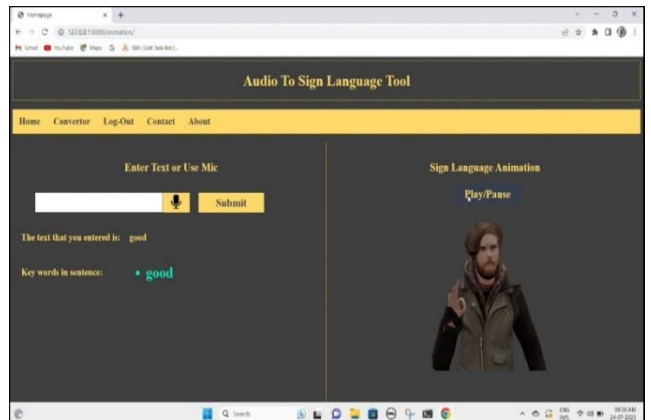 Homepage
127.0.0.1:8000/animation/
Gmail YouTube Maps
Audio To Sign Language Tool
Home Convertor Log-Out Contact About
Enter Text or Use Mic
Submit
The text that you entered is: good
Key words in sentence:
• good
Sign Language Animation
Play/Pause
Search
ENG